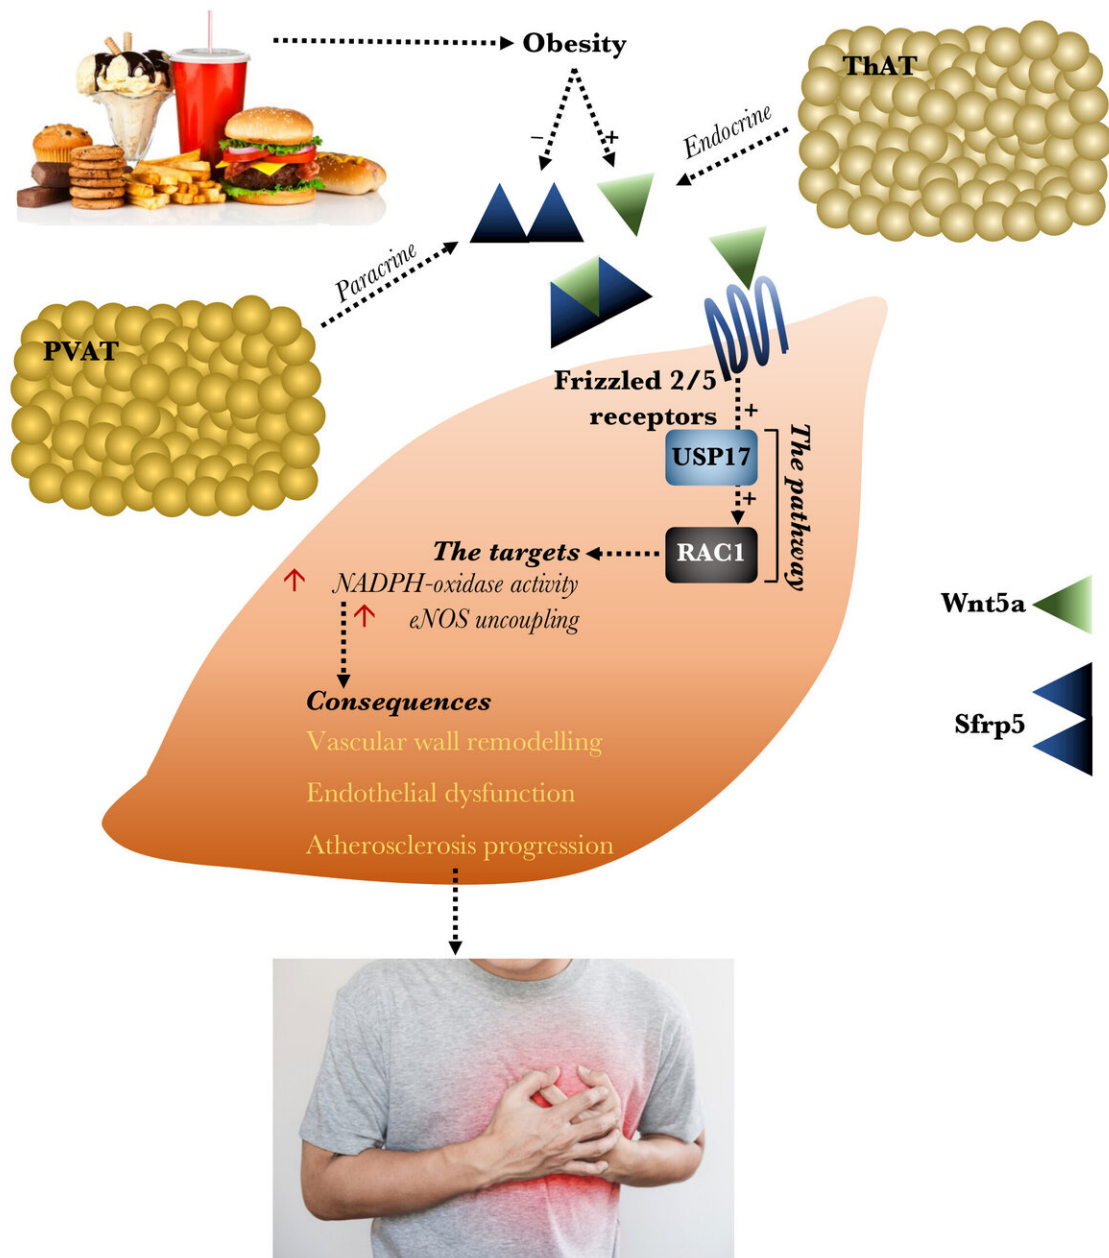 Obesity
ThAT
–
+
Endocrine
Paracrine
PVAT
Frizzled 2/5
receptors
+
USP17
+
The pathway
RAC1
The targets
↑ NADPH-oxidase activity
↑ eNOS uncoupling
Wnt5a
Sfrp5
Consequences
Vascular wall remodelling
Endothelial dysfunction
Atherosclerosis progression